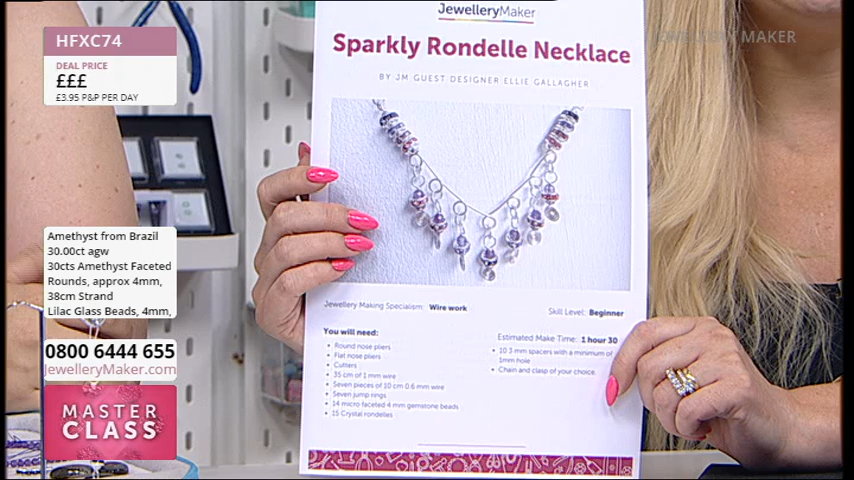 HFXC74
DEAL PRICE
£££
£3.95 P&P PER DAY
Amethyst from Brazil
30.00ct agw
30cts Amethyst Faceted
Rounds, approx 4mm,
38cm Strand
Lilac Glass Beads, 4mm,
0800 6444 655
JewelleryMaker.com
MASTER
CLASS
JEWELLERY MAKER
JewelleryMaker
Sparkly Rondelle Necklace
BY JM GUEST DESIGNER ELLIE GALLAGHER
Jewellery Making Specialism: Wire work
Skill Level: Beginner
You will need:
• Round nose pliers
• Flat nose pliers
• Cutters
• 35 cm of 1 mm wire
• Seven pieces of 10 cm 0.6 mm wire
• Seven jump rings
• 14 micro faceted 4 mm gemstone beads
• 15 Crystal rondelles
Estimated Make Time: 1 hour 30
• 10 3 mm spacers with a minimum of
1mm hole
• Chain and clasp of your choice.